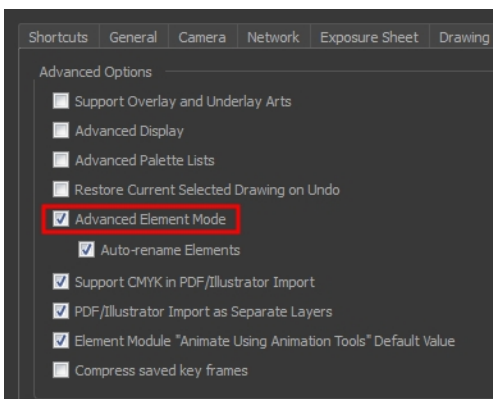 Shortcuts General Camera Network Exposure Sheet Drawing
Advanced Options
Support Overlay and Underlay Arts
Advanced Display
Advanced Palette Lists
Restore Current Selected Drawing on Undo
Advanced Element Mode
Auto-rename Elements
Support CMYK in PDF/Illustrator Import
PDF/Illustrator Import as Separate Layers
Element Module "Animate Using Animation Tools" Default Value
Compress saved key frames